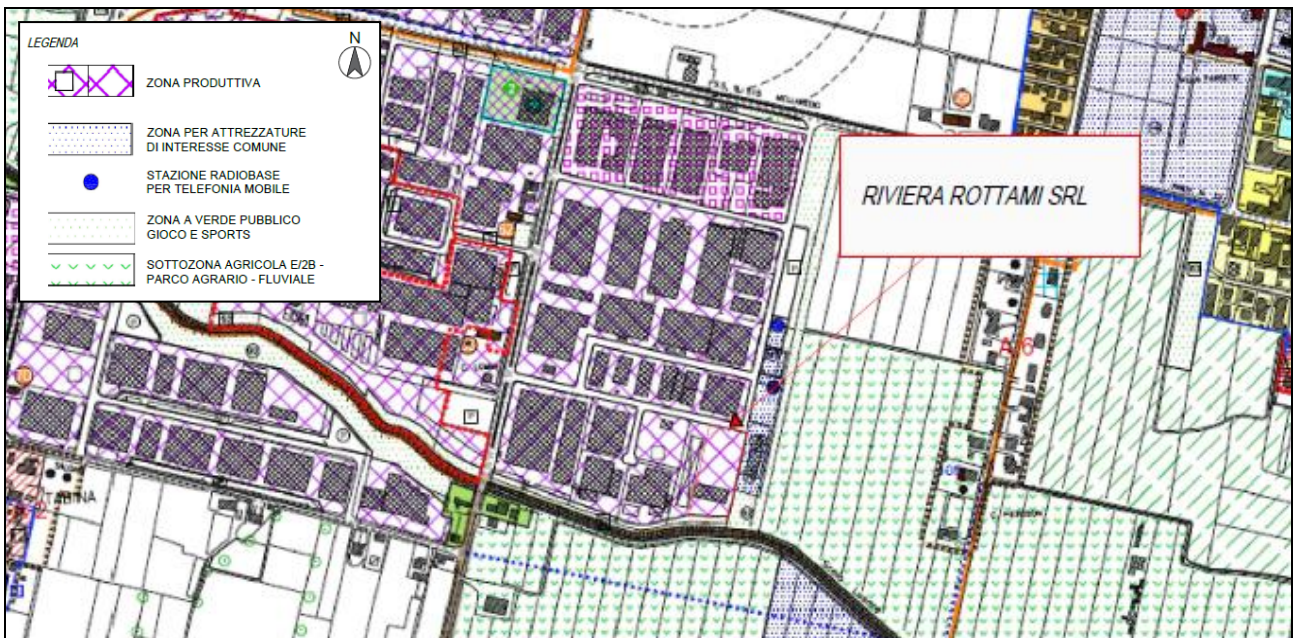 LEGENDA
N
ZONA PRODUTTIVA
ZONA PER ATTREZZATURE
DI INTERESSE COMUNE
STAZIONE RADIOBASE
PER TELEFONIA MOBILE
ZONA A VERDE PUBBLICO
GIOCO E SPORTS
SOTTOZONA AGRICOLA E/2B -
PARCO AGRARIO - FLUVIALE
RIVIERA ROTTAMI SRL
TABINA